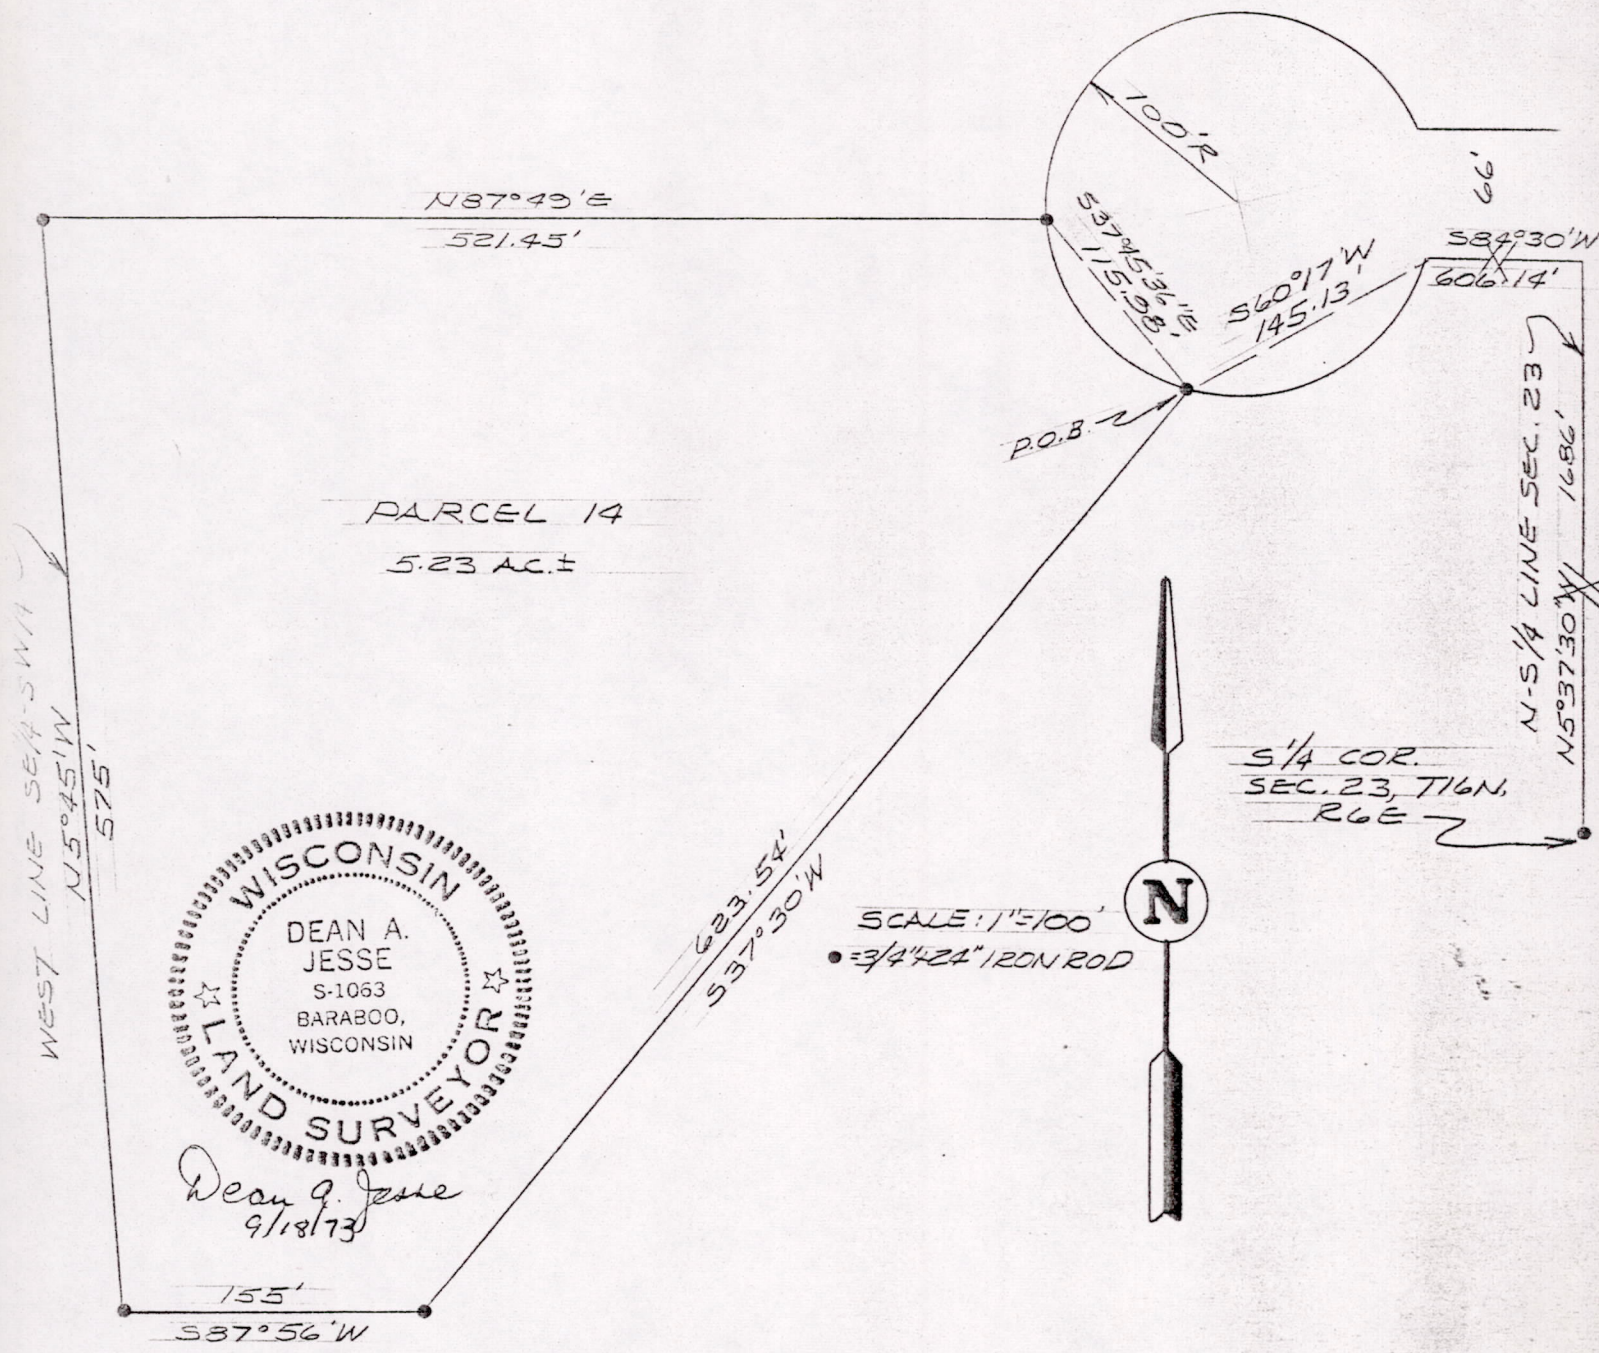 100'R
66'
N87°49'E
521.45'
S37°45'36"E
115.98'
S60°17'W
145.13'
S84°30'W
606.14'
P.O.B.
N-S 1/4 LINE SEC. 23
N5°37'30"W 1686'
PARCEL 14
5.23 AC.±
WEST LINE SE1/4-SW1/4
N5°45'W
575'
S 1/4 COR.
SEC. 23, T16N,
R6E
623.54'
S37°30'W
N
SCALE: 1"=100'
=3/4"x24" IRON ROD
WISCONSIN
DEAN A.
JESSE
S-1063
BARABOO,
WISCONSIN
LAND SURVEYOR
Dean A. Jesse
9/18/73
155'
S87°56'W